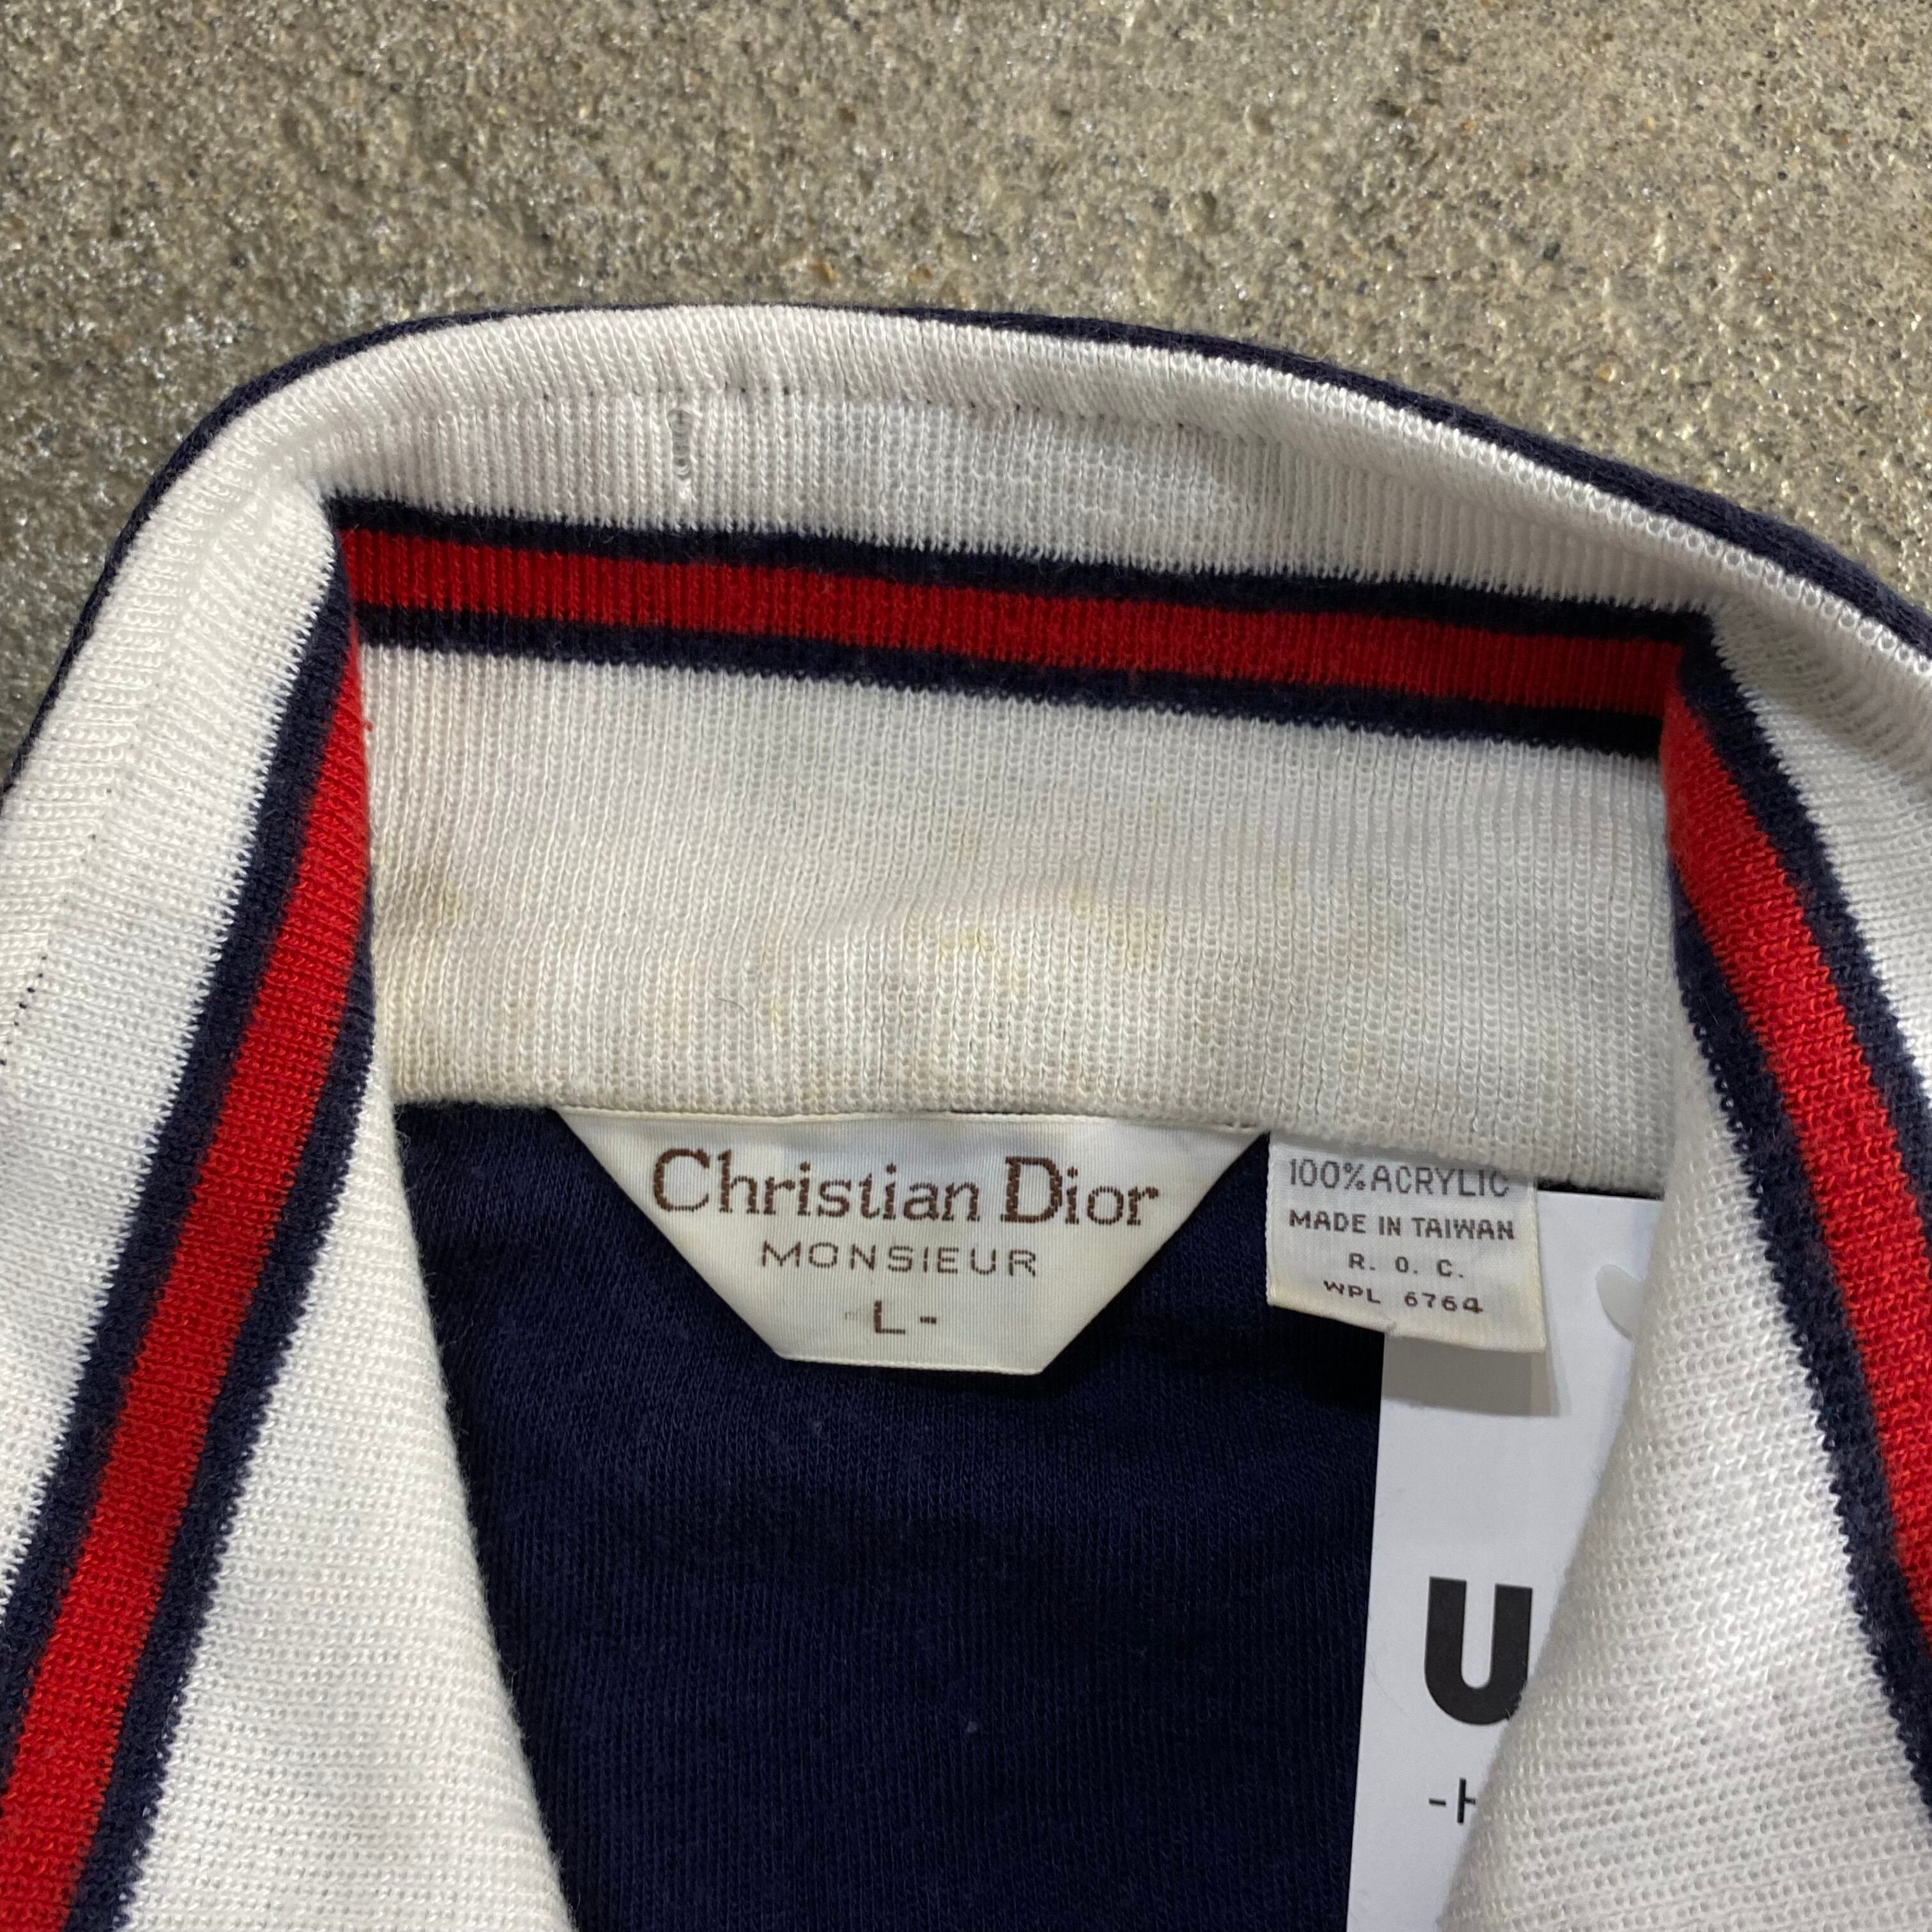 Christian Dior
MONSIEUR
-L-
100% ACRYLIC
MADE IN TAIWAN
R. O. C.
WPL 6764
U
-H